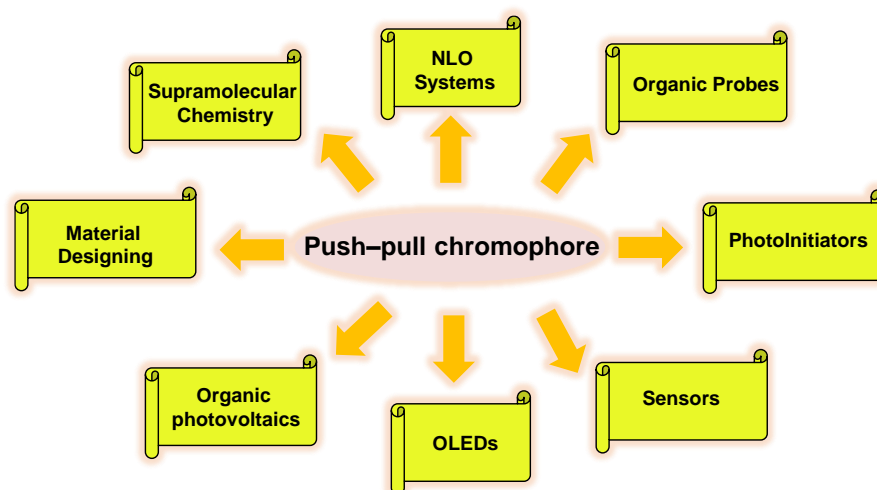 NLO
Systems
Supramolecular
Chemistry
Organic Probes
Material
Designing
Push–pull chromophore
PhotoInitiators
Organic
photovoltaics
OLEDs
Sensors